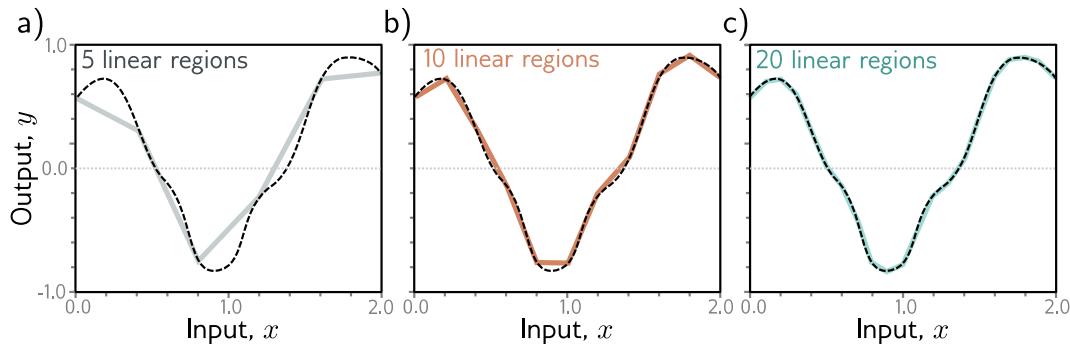 a)
5 linear regions
1.0
0.0
-1.0
Output, y
0.0
1.0
2.0
Input, x
b)
10 linear regions
0.0
1.0
2.0
Input, x
c)
20 linear regions
0.0
1.0
2.0
Input, x